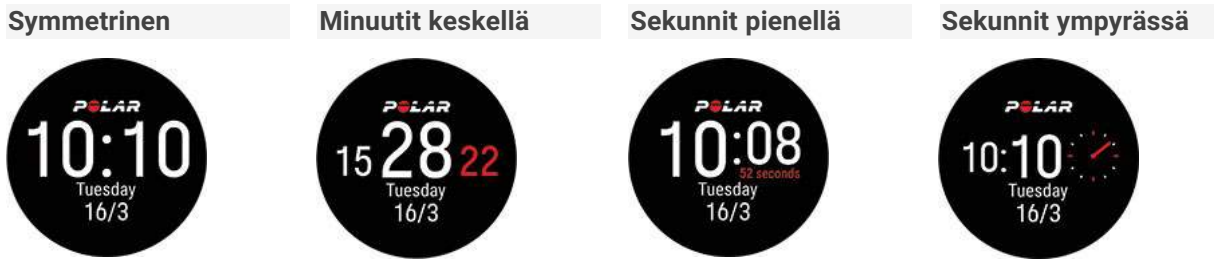 Symmetrinen
Minuutit keskellä
Sekunnit pienellä
Sekunnit ympyrässä
POLAR
10:10
Tuesday
16/3
POLAR
15 28 22
Tuesday
16/3
POLAR
10:08
52 seconds
Tuesday
16/3
POLAR
10:10
Tuesday
16/3